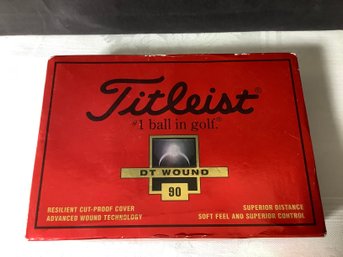 Titleist®
#1 ball in golf.®
DT WOUND
90
RESILIENT CUT-PROOF COVER
ADVANCED WOUND TECHNOLOGY
SUPERIOR DISTANCE
SOFT FEEL AND SUPERIOR CONTROL